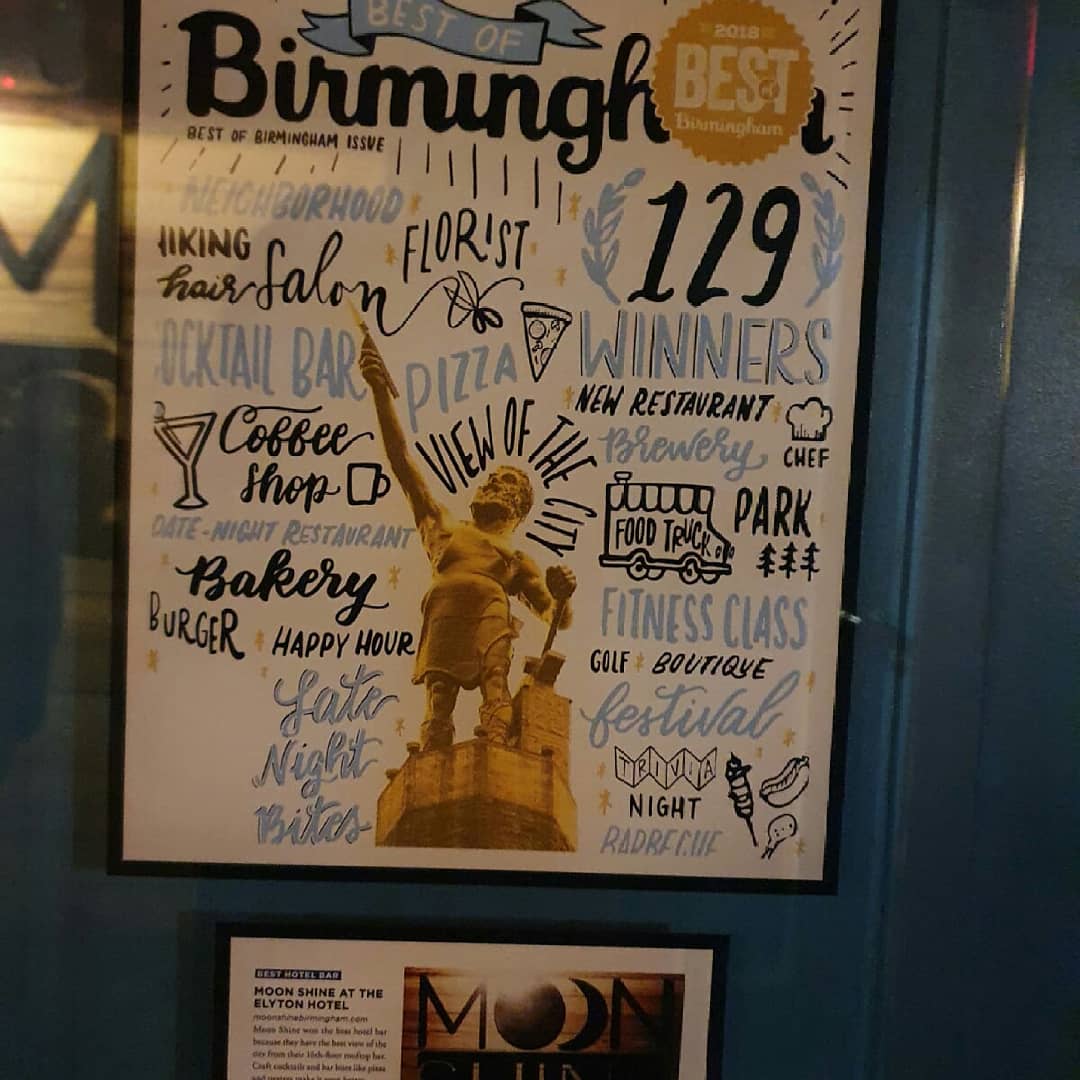 BEST OF
Birmingh
2018
BEST
of
Birmingham
BEST OF BIRMINGHAM ISSUE
NEIGHBORHOOD
HIKING
FLORIST
hair Salon
129
WINNERS
OCKTAIL BAR
PIZZA
NEW RESTAURANT
Coffee
Shop
VIEW OF THE CITY
Brewery
CHEF
FOOD TRUCK
PARK
DATE-NIGHT RESTAURANT
Bakery
BURGER
HAPPY HOUR
FITNESS CLASS
GOLF BOUTIQUE
Late
Night
Bites
festival
TRIVIA
NIGHT
BARBECUE
BEST HOTEL BAR
MOON SHINE AT THE
ELYTON HOTEL
moonshinebirmingham.com
Moon Shine won the best hotel bar
because they have the best view of the
city from their 16th-floor rooftop bar.
Craft cocktails and bar bites like pizza
MOON
SHINE